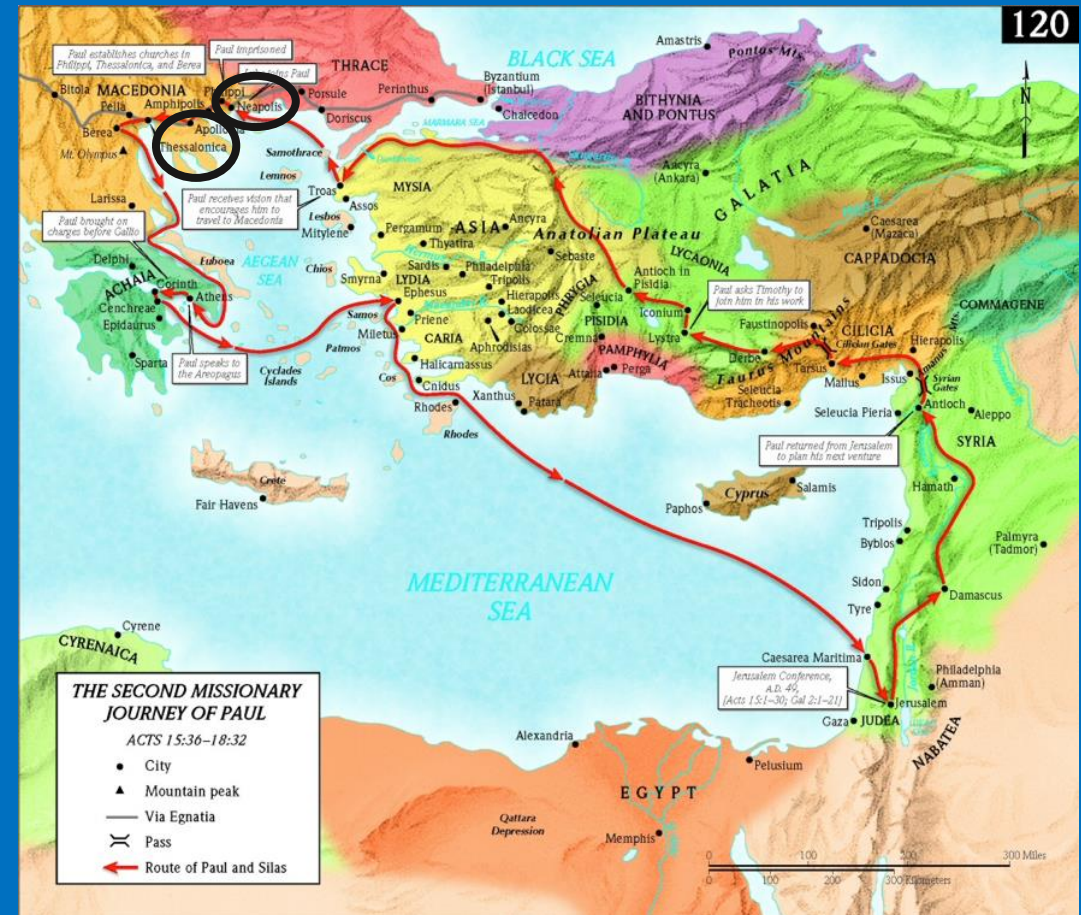 120
Paul establishes churches in
Philippi, Thessalonica, and Berea
Paul imprisoned
Paul
THRACE
BLACK SEA
Amastris
Pontus Mts.
Bitola
MACEDONIA
Porsule
Perinthus
Byzantium
(Istanbul)
BITHYNIA
AND PONTUS
Pella
Amphipolis
Neapolis
Doriscus
Chalcedon
MARMARA SEA
Berea
Thessalonica
Mt. Olympus
Samothrace
Lemnos
Ancyra
(Ankara)
GALATIA
Troas
MYSIA
Assos
Paul receives vision that
encourages him to
travel to Macedonia
Larissa
Lesbos
Mitylene
Pergamum
ASIA
Ancyra
Anatolian Plateau
Caesarea
(Mazaca)
CAPPADOCIA
Paul brought on
charges before Gallio
Thyatira
Sebaste
LYCAONIA
Delphi
Euboea
AEGEAN
SEA
Chios
Smyrna
Sardis
Philadelphia
LYDIA
Tripolis
PHRYGIA
Antioch in
Pisidia
Paul asks Timothy to
join him in his work
COMMAGENE
ACHAIA
Corinth
Athens
Ephesus
Hierapolis
Laodicea
Colossae
Seleucia
Iconium
Cenchreae
Epidaurus
Samos
Priene
PISIDIA
Lystra
Faustinopolis
CILICIA
Cilician Gates
Hierapolis
Miletus
CARIA
Aphrodisias
Cremna
PAMPHYLIA
Derbe
Taurus Mountains
Tarsus
Mallus
Issus
Amanus
Mts.
Syrian
Gates
Sparta
Paul speaks to
the Areopagus
Patmos
Cyclades
Islands
Halicarnassus
Cos
Cnidus
LYCIA
Xanthus
Patara
Attalia
Perga
Seleucia
Tracheotis
Seleucia Pieria
Antioch
Aleppo
Rhodes
Rhodes
SYRIA
Paul returned from Jerusalem
to plan his next venture
Crete
Fair Havens
Cyprus
Salamis
Paphos
Hamath
Tripolis
Byblos
Palmyra
(Tadmor)
MEDITERRANEAN
SEA
Sidon
Tyre
Damascus
Cyrene
CYRENAICA
Caesarea Maritima
Jerusalem Conference,
A.D. 49,
[Acts 15:1–30; Gal 2:1–21]
Philadelphia
(Amman)
Jerusalem
Gaza
JUDEA
NABATEA
Alexandria
Pelusium
EGYPT
Qattara
Depression
Memphis
THE SECOND MISSIONARY
JOURNEY OF PAUL
ACTS 15:36–18:32
City
Mountain peak
Via Egnatia
Pass
Route of Paul and Silas
N
0 100 200 300 Miles
0 100 200 300 Kilometers